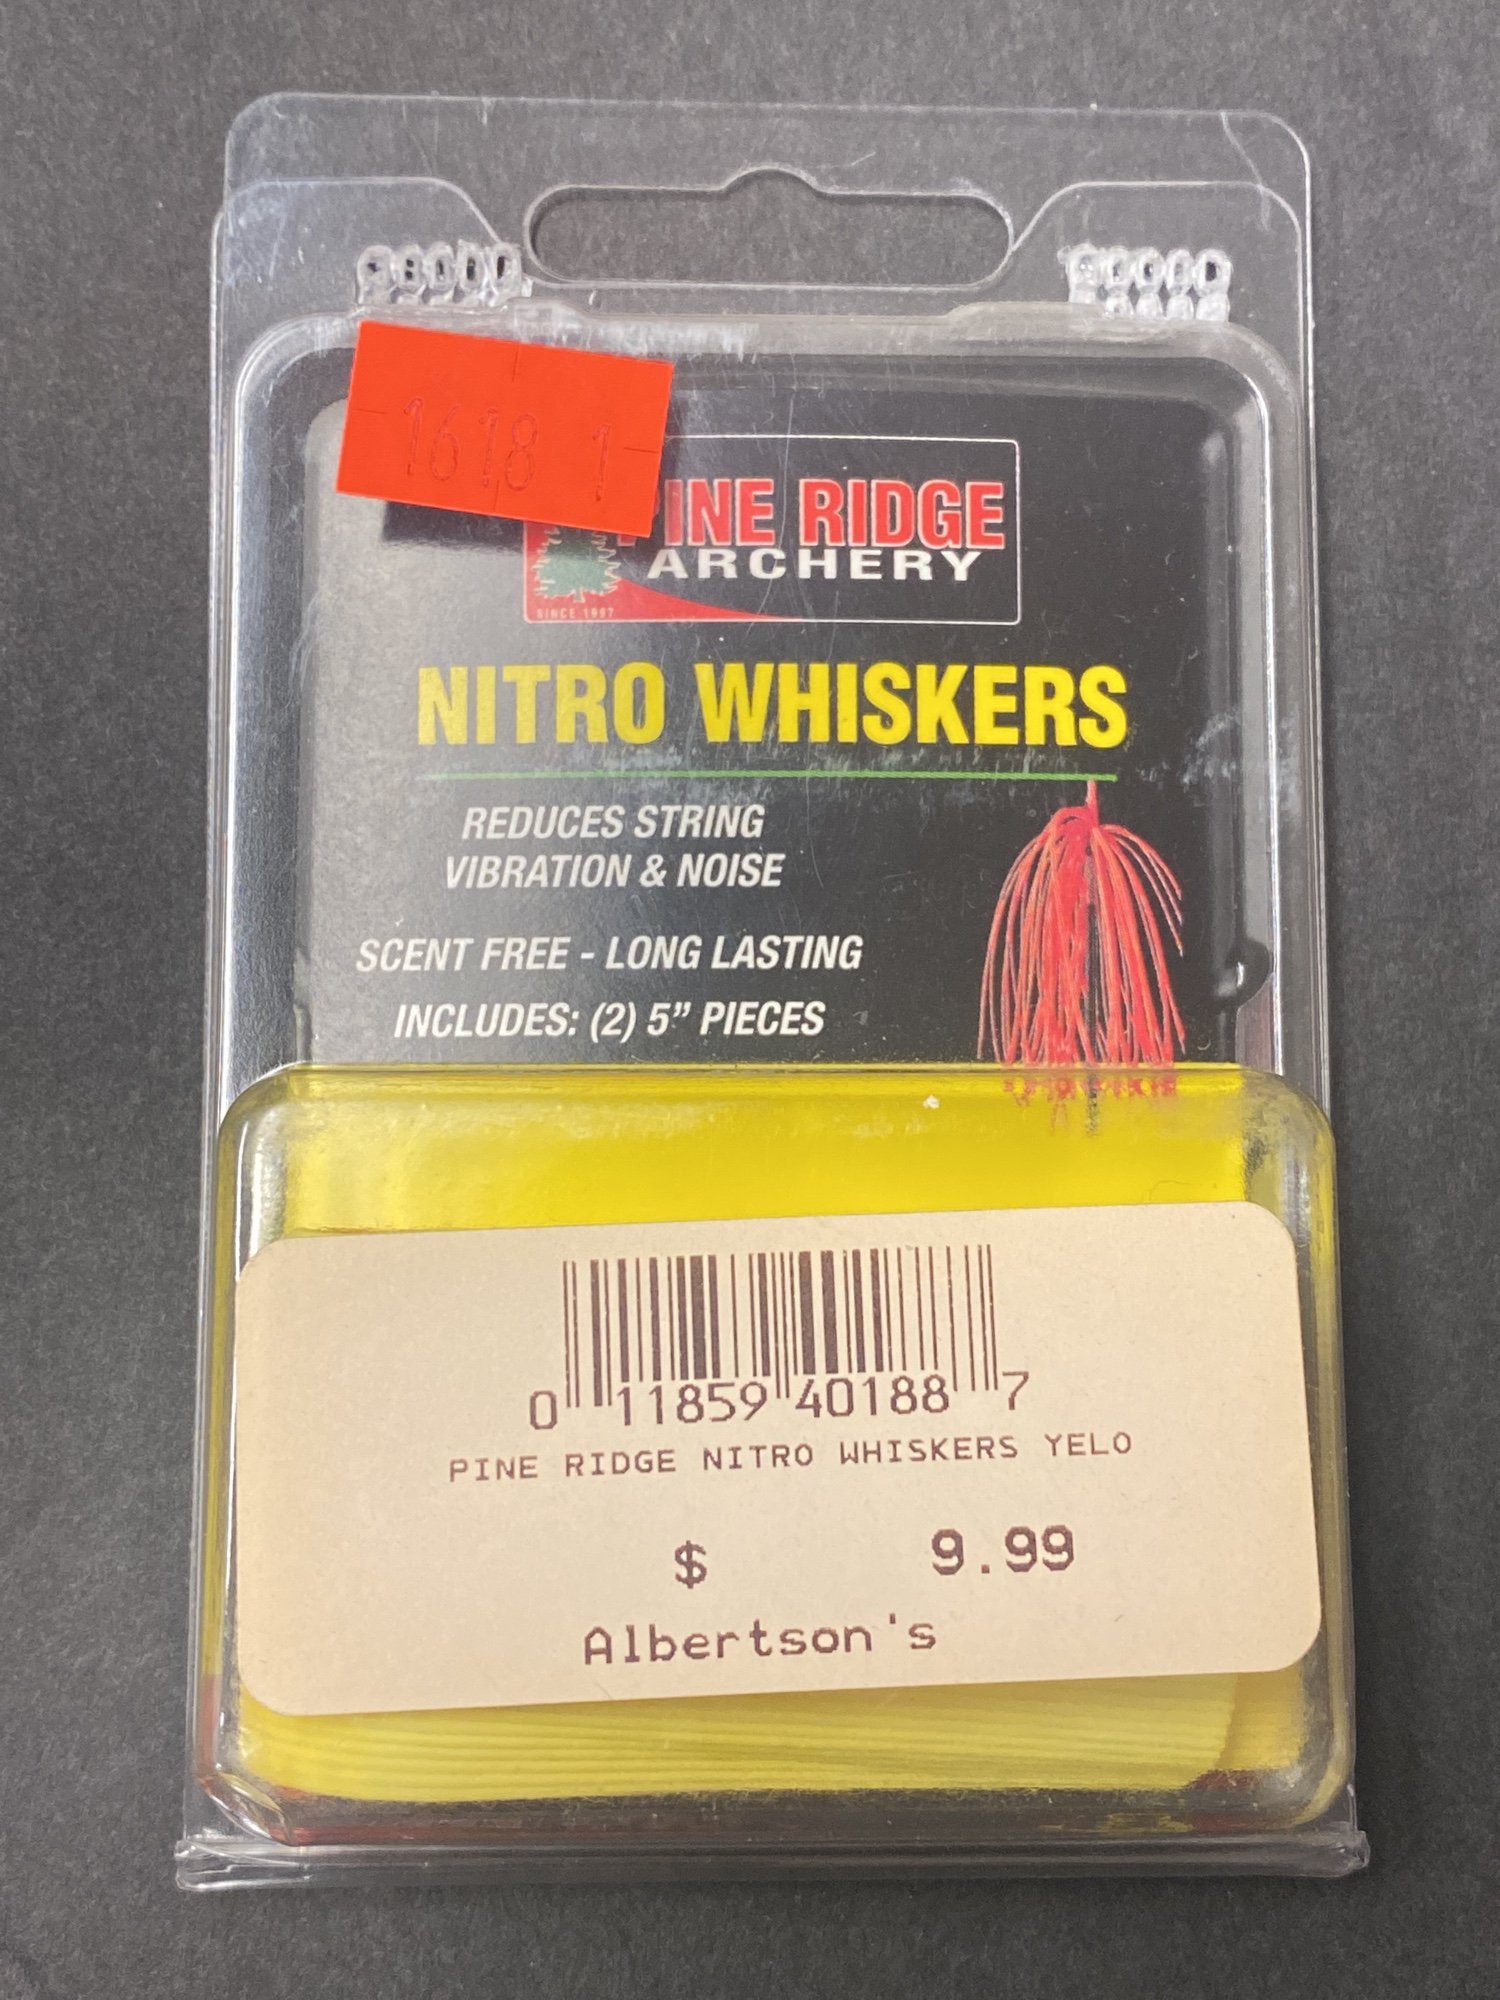 1618 1
PINE RIDGE
ARCHERY
SINCE 1997
NITRO WHISKERS
REDUCES STRING
VIBRATION & NOISE
SCENT FREE - LONG LASTING
INCLUDES: (2) 5” PIECES
0 11859 40188 7
PINE RIDGE NITRO WHISKERS YELO
$ 9.99
Albertson's